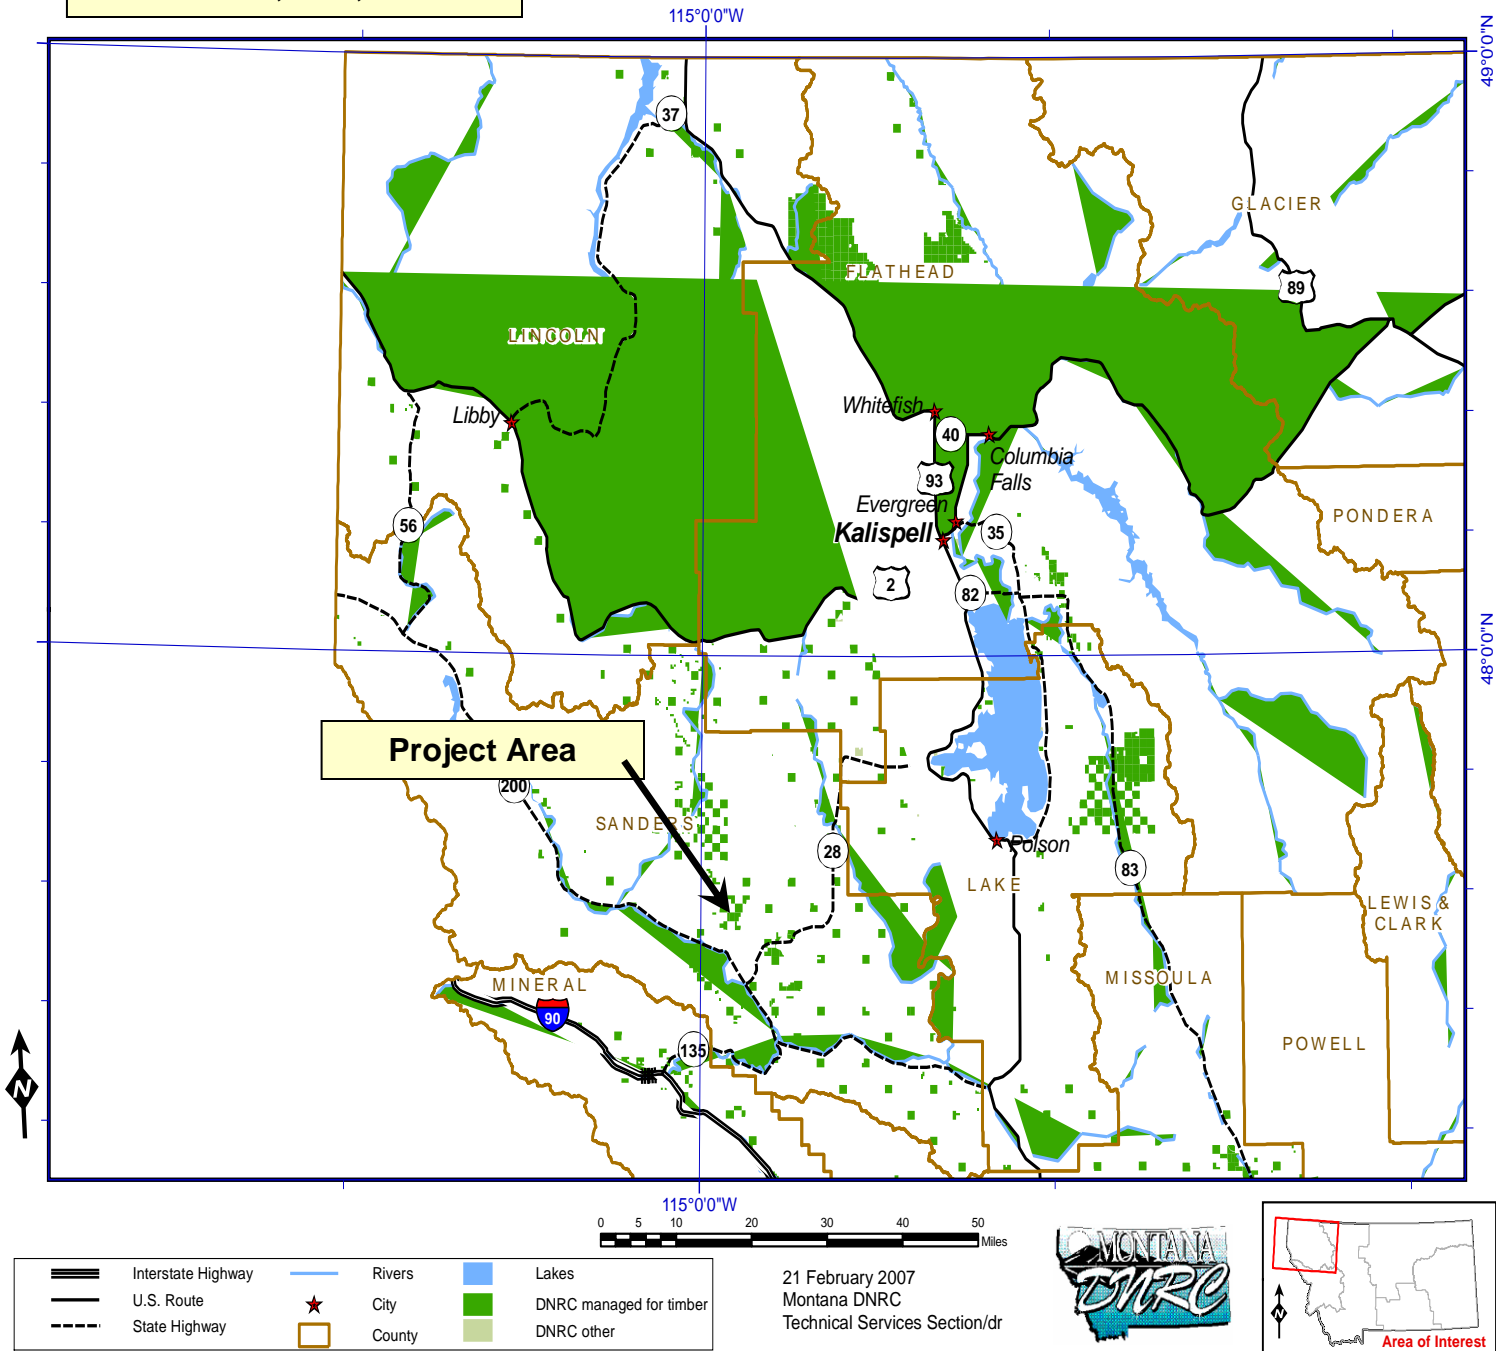 115°0'0"W
49°0'0"N
37
GLACIER
FLATHEAD
89
LINCOLN
Whitefish
Libby
40
Columbia
Falls
93
Evergreen
56
PONDERA
Kalispell
35
2
82
48°0'0"N
Project Area
200
SANDERS
28
Polson
83
LAKE
LEWIS &
CLARK
MISSOULA
MINERAL
90
POWELL
135
N
115°0'0"W
0 5 10 20 30 40 50
Miles
Interstate Highway
Rivers
Lakes
U.S. Route
City
DNRC managed for timber
State Highway
County
DNRC other
21 February 2007
Montana DNRC
Technical Services Section/dr
MONTANA
DNRC
N
Area of Interest